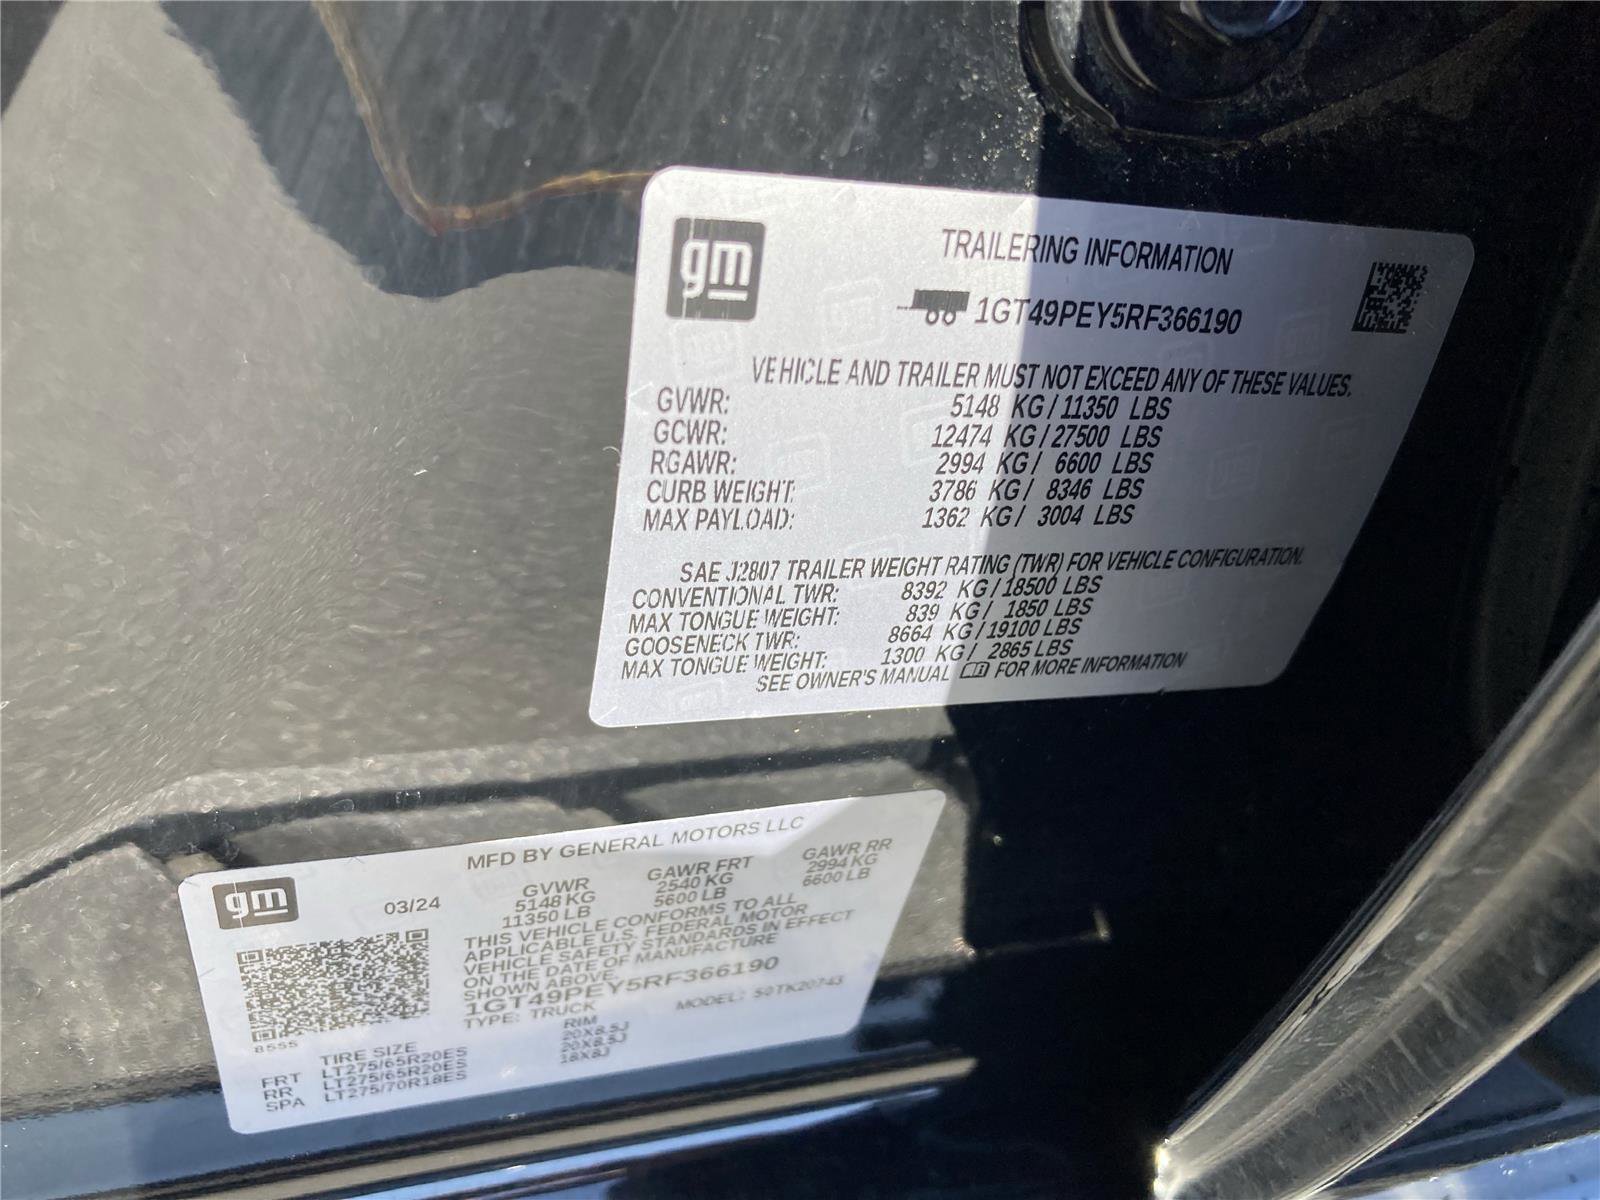 gm
TRAILERING INFORMATION
1GT49PEY5RF366190
VEHICLE AND TRAILER MUST NOT EXCEED ANY OF THESE VALUES.
GVWR: 5148 KG / 11350 LBS
GCWR: 12474 KG / 27500 LBS
RGAWR: 2994 KG / 6600 LBS
CURB WEIGHT: 3786 KG / 8346 LBS
MAX PAYLOAD: 1362 KG / 3004 LBS
SAE J2807 TRAILER WEIGHT RATING (TWR) FOR VEHICLE CONFIGURATION.
CONVENTIONAL TWR: 8392 KG / 18500 LBS
MAX TONGUE WEIGHT: 839 KG / 1850 LBS
GOOSENECK TWR: 8664 KG / 19100 LBS
MAX TONGUE WEIGHT: 1300 KG / 2865 LBS
SEE OWNER'S MANUAL FOR MORE INFORMATION
gm
MFD BY GENERAL MOTORS LLC
03/24
GVWR GAWR FRT GAWR RR
5148 KG 2540 KG 2994 KG
11350 LB 5600 LB 6600 LB
THIS VEHICLE CONFORMS TO ALL
APPLICABLE U.S. FEDERAL MOTOR
VEHICLE SAFETY STANDARDS IN EFFECT
ON THE DATE OF MANUFACTURE
SHOWN ABOVE.
1GT49PEY5RF366190
TYPE: TRUCK MODEL: 50TK20743
8555
TIRE SIZE RIM
FRT LT275/65R20ES 20X8.5J
RR LT275/65R20ES 20X8.5J
SPA LT275/70R18ES 18X8J